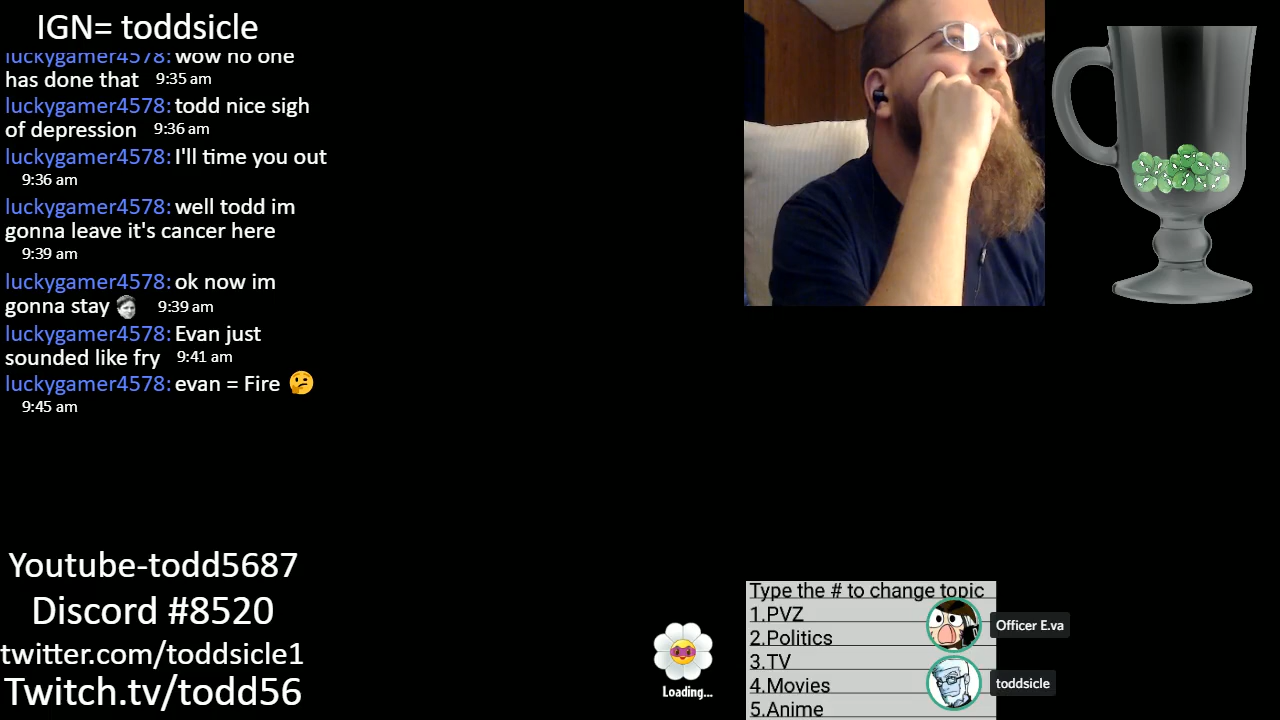 IGN= toddsicle
luckygamer4578: wow no one
has done that 9:35 am
luckygamer4578: todd nice sigh
of depression 9:36 am
luckygamer4578: I'll time you out
9:36 am
luckygamer4578: well todd im
gonna leave it's cancer here
9:39 am
luckygamer4578: ok now im
gonna stay 9:39 am
luckygamer4578: Evan just
sounded like fry 9:41 am
luckygamer4578: evan = Fire 🤔
9:45 am
Youtube-todd5687
Discord #8520
twitter.com/toddsicle1
Twitch.tv/todd56
Loading...
Type the # to change topic
1.PVZ
2.Politics
3.TV
4.Movies
5.Anime
Officer E.va
toddsicle